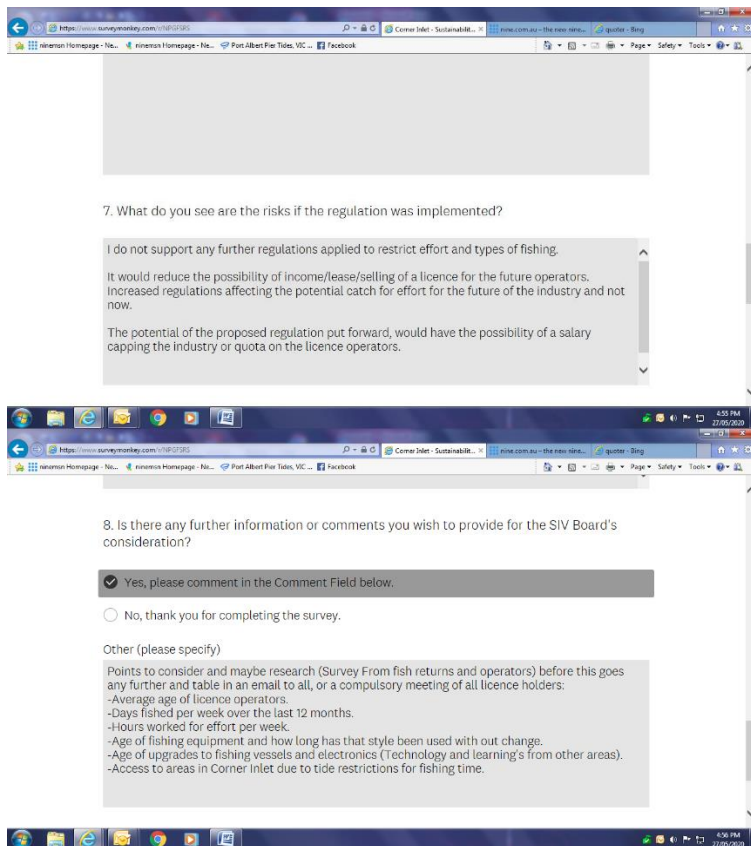 https://www.surveymonkey.com/r/NPGFSRS
Corner Inlet - Sustainabilit...
nine.com.au – the new nine...
quoter - Bing
ninemsn Homepage - Ne...
ninemsn Homepage - Ne...
Port Albert Pier Tides, VIC ...
Facebook
Page
Safety
Tools
7. What do you see are the risks if the regulation was implemented?
I do not support any further regulations applied to restrict effort and types of fishing.
It would reduce the possibility of income/lease/selling of a licence for the future operators.
Increased regulations affecting the potential catch for effort for the future of the industry and not
now.
The potential of the proposed regulation put forward, would have the possibility of a salary
capping the industry or quota on the licence operators.
4:55 PM
27/05/2020
https://www.surveymonkey.com/r/NPGFSRS
Corner Inlet - Sustainabilit...
nine.com.au – the new nine...
quoter - Bing
ninemsn Homepage - Ne...
ninemsn Homepage - Ne...
Port Albert Pier Tides, VIC ...
Facebook
Page
Safety
Tools
8. Is there any further information or comments you wish to provide for the SIV Board's
consideration?
Yes, please comment in the Comment Field below.
No, thank you for completing the survey.
Other (please specify)
Points to consider and maybe research (Survey From fish returns and operators) before this goes
any further and table in an email to all, or a compulsory meeting of all licence holders:
-Average age of licence operators.
-Days fished per week over the last 12 months.
-Hours worked for effort per week.
-Age of fishing equipment and how long has that style been used with out change.
-Age of upgrades to fishing vessels and electronics (Technology and learning's from other areas).
-Access to areas in Corner Inlet due to tide restrictions for fishing time.
4:56 PM
27/05/2020